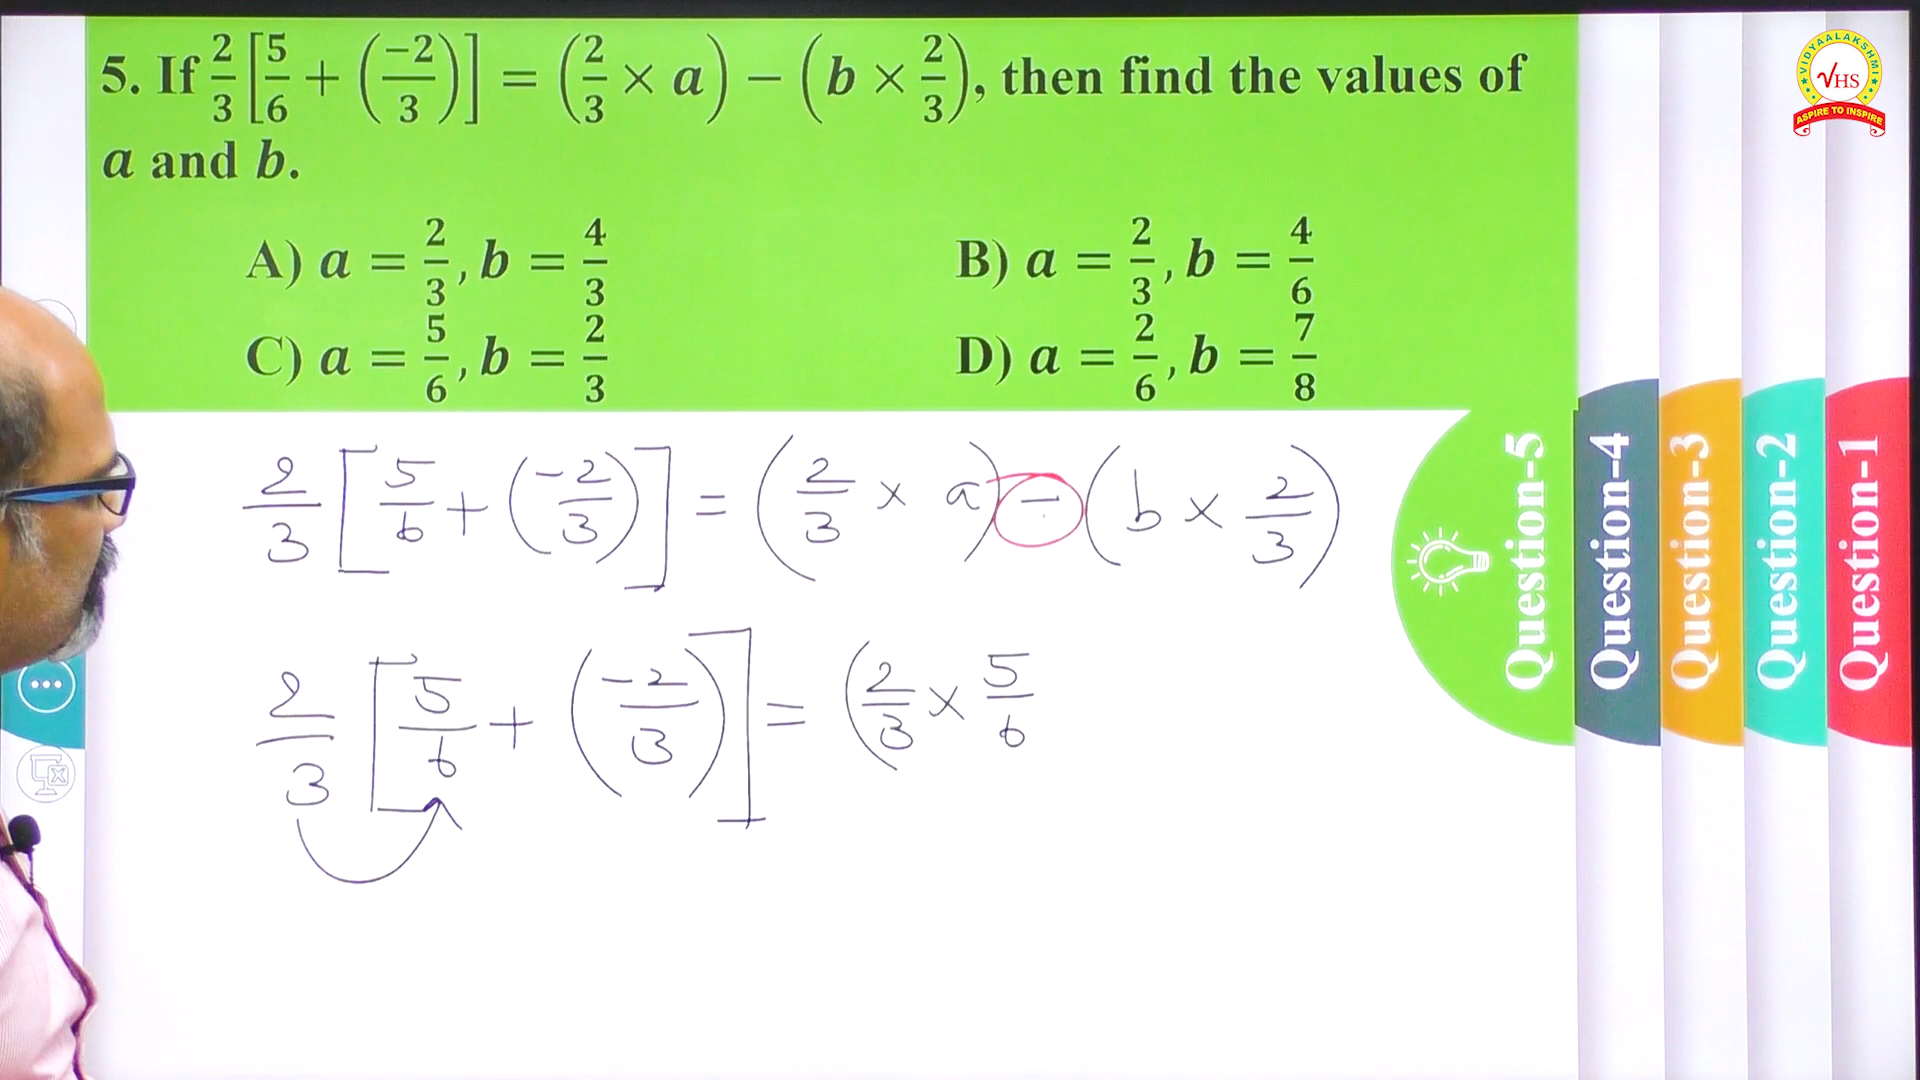 5. If 2/3 [5/6 + (−2/3)] = (2/3 × a) − (b × 2/3), then find the values of
a and b.
A) a = 2/3, b = 4/3
B) a = 2/3, b = 4/6
C) a = 5/6, b = 2/3
D) a = 2/6, b = 7/8
2/3 [5/6 + (−2/3)] = (2/3 × a) − (b × 2/3)
2/3 [5/6 + (−2/3)] = (2/3 × 5/6
Question-5
Question-4
Question-3
Question-2
Question-1
VIDYAALAKSHMI
√HS
ASPIRE TO INSPIRE